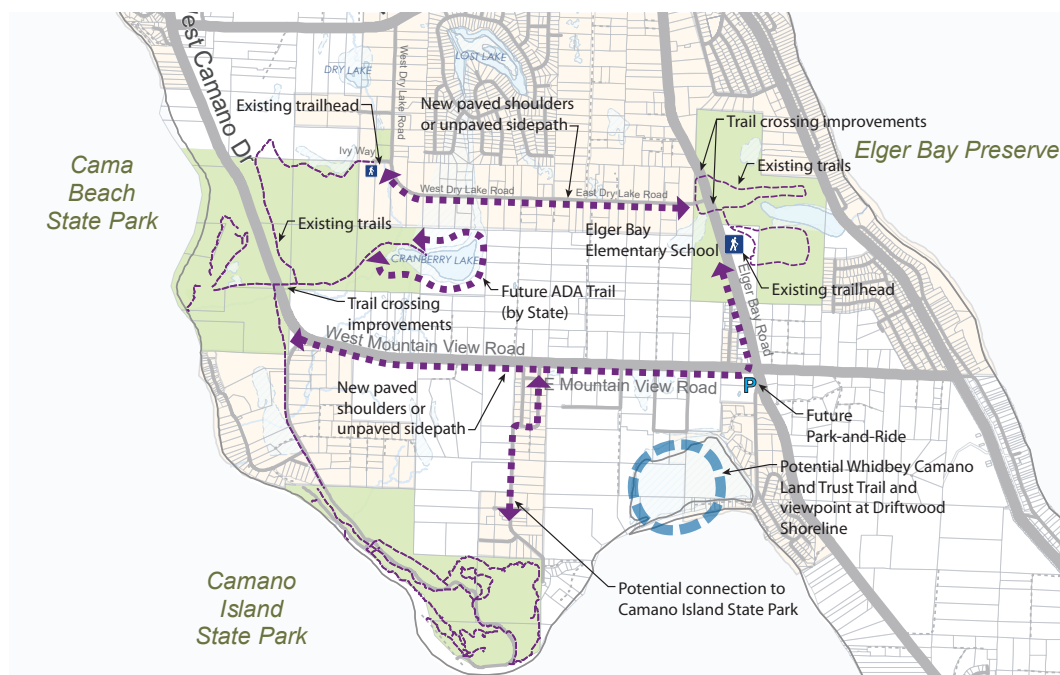 West Camano Dr
DRY LAKE
LOST LAKE
West Dry Lake Road
Existing trailhead
New paved shoulders
or unpaved sidepath
Trail crossing improvements
Elger Bay Preserve
Cama
Beach
State Park
Ivy Way
Existing trails
West Dry Lake Road
East Dry Lake Road
Existing trails
Elger Bay
Elementary School
CRANBERRY LAKE
Existing trailhead
Future ADA Trail
(by State)
Elger Bay Road
Trail crossing
improvements
West Mountain View Road
E Mountain View Road
P
New paved
shoulders or
unpaved sidepath
Future
Park-and-Ride
Potential Whidbey Camano
Land Trust Trail and
viewpoint at Driftwood
Shoreline
Camano
Island
State Park
Potential connection to
Camano Island State Park